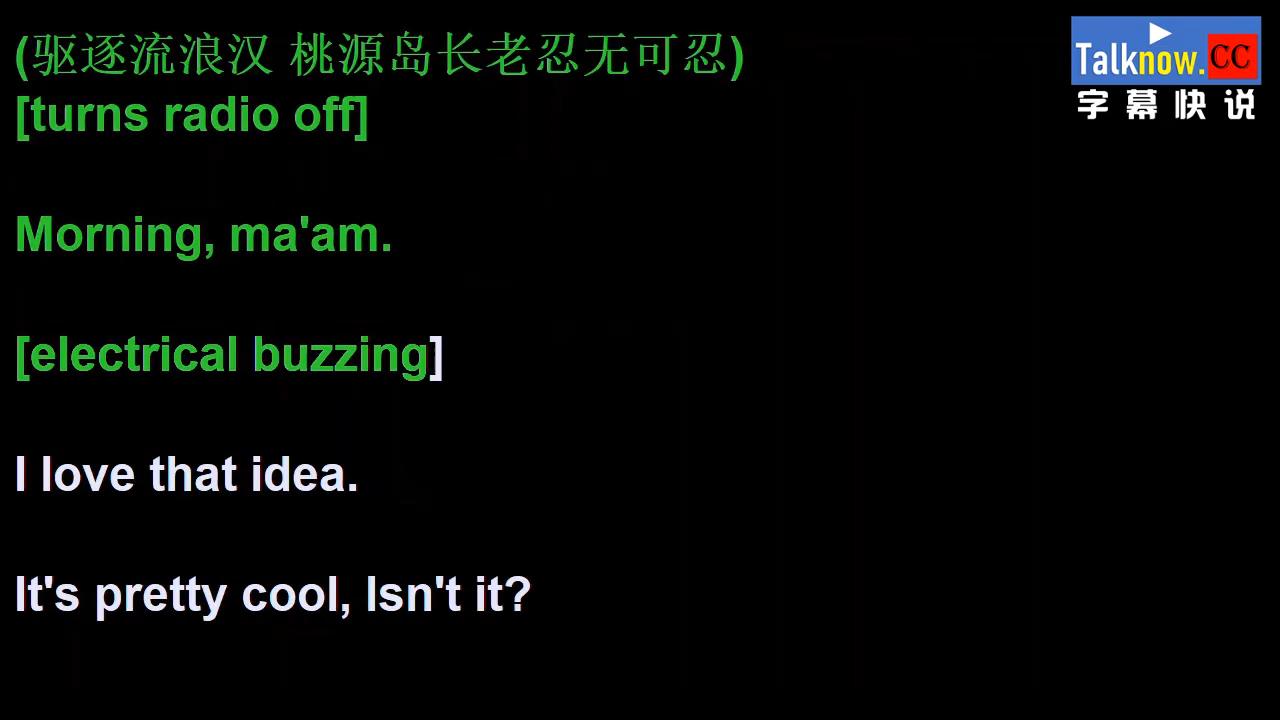 (驱逐流浪汉 桃源岛长老忍无可忍)
[turns radio off]
Morning, ma'am.
[electrical buzzing]
I love that idea.
It's pretty cool, Isn't it?
Talknow.CC
字幕快说